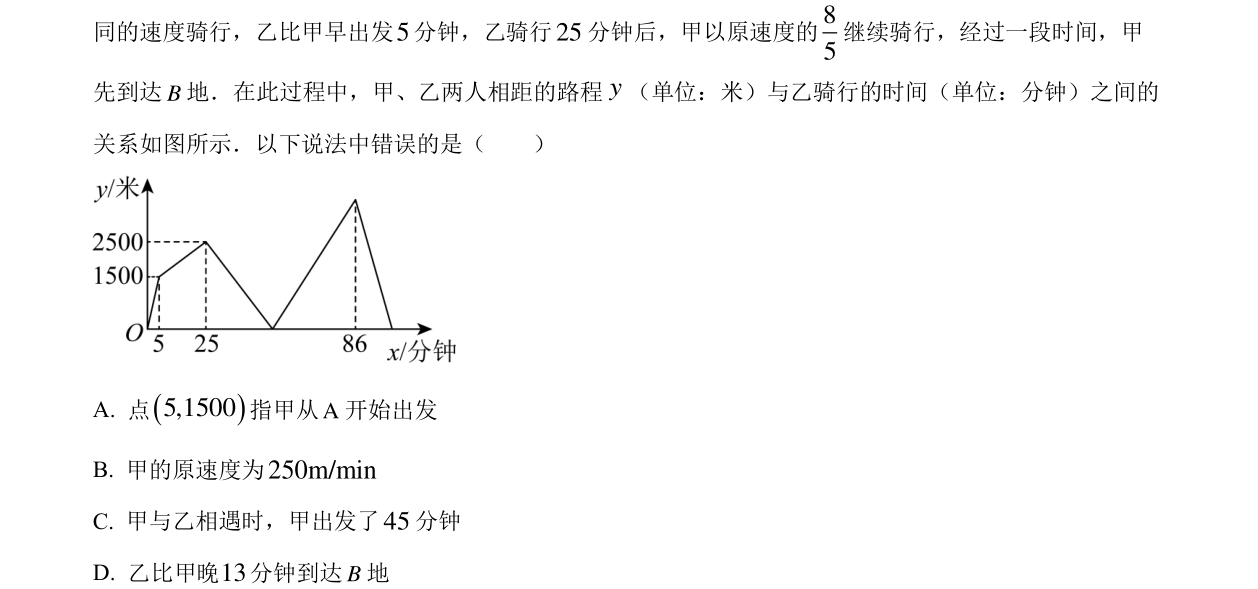 同的速度骑行，乙比甲早出发5分钟，乙骑行25分钟后，甲以原速度的8/5继续骑行，经过一段时间，甲
先到达B地．在此过程中，甲、乙两人相距的路程y（单位：米）与乙骑行的时间（单位：分钟）之间的
关系如图所示．以下说法中错误的是（　　）
y/米
2500
1500
O 5 25 86 x/分钟
A. 点(5,1500)指甲从A开始出发
B. 甲的原速度为250m/min
C. 甲与乙相遇时，甲出发了45分钟
D. 乙比甲晚13分钟到达B地